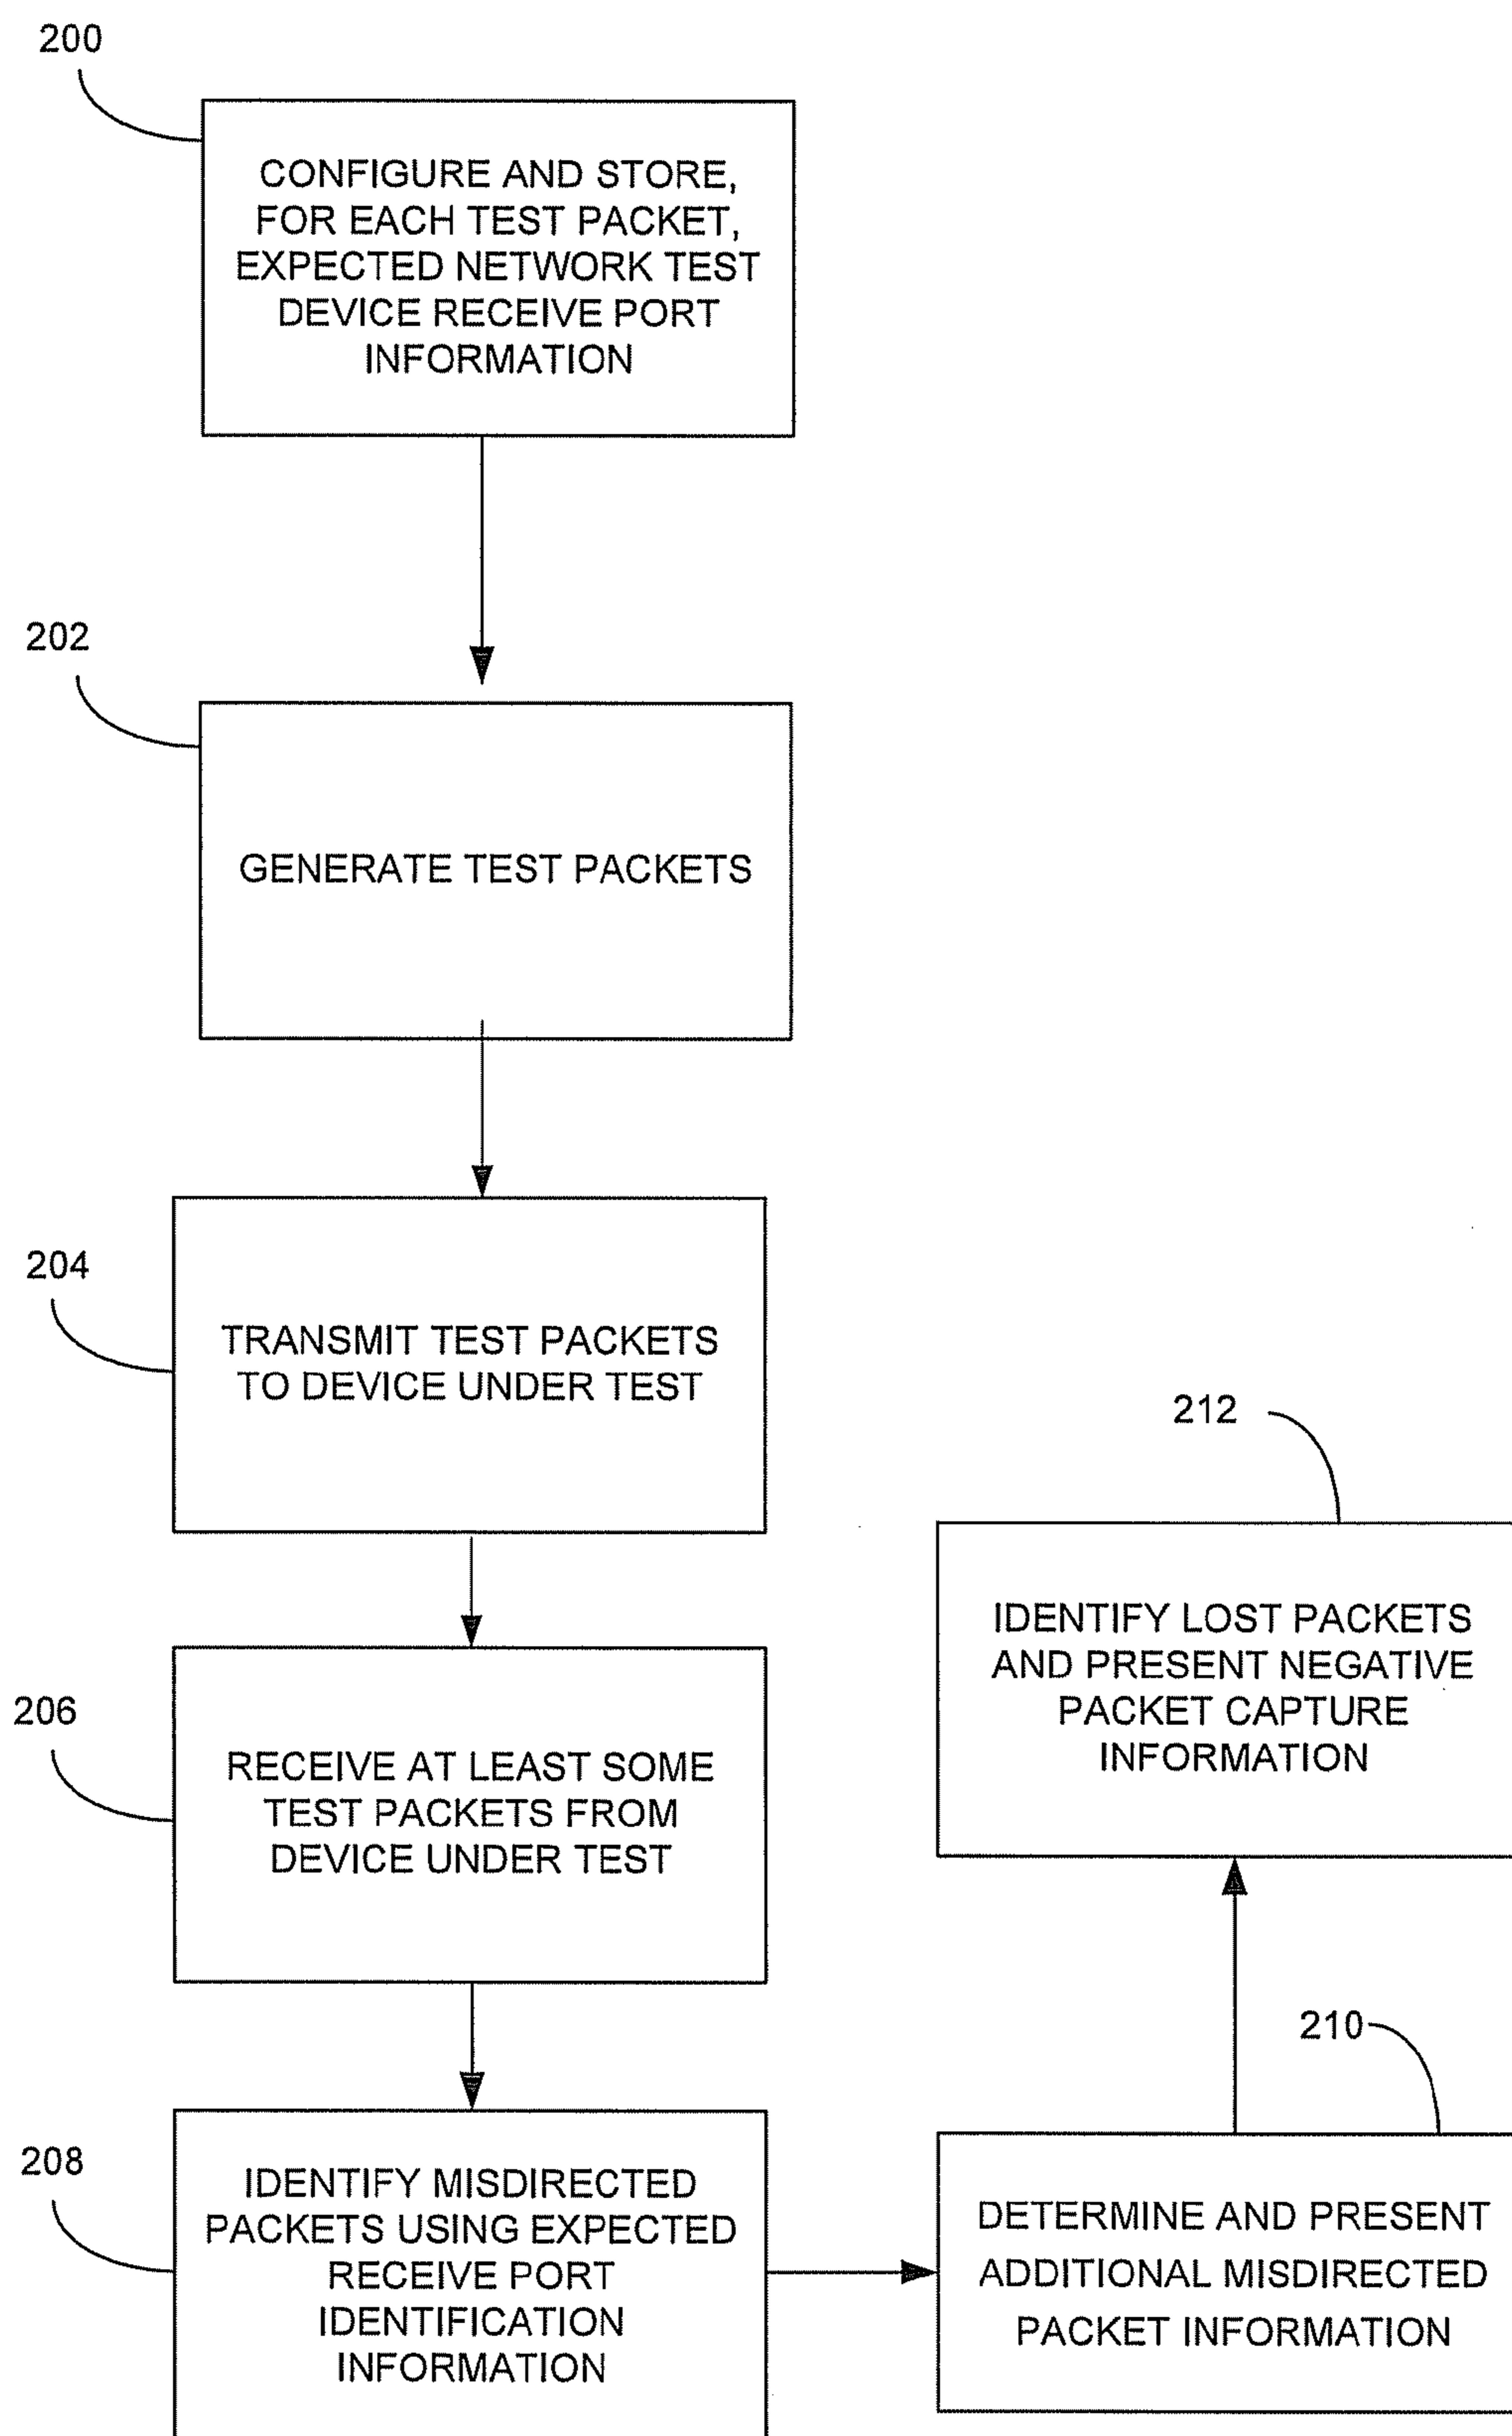 200
CONFIGURE AND STORE,
FOR EACH TEST PACKET,
EXPECTED NETWORK TEST
DEVICE RECEIVE PORT
INFORMATION
202
GENERATE TEST PACKETS
204
TRANSMIT TEST PACKETS
TO DEVICE UNDER TEST
206
RECEIVE AT LEAST SOME
TEST PACKETS FROM
DEVICE UNDER TEST
208
IDENTIFY MISDIRECTED
PACKETS USING EXPECTED
RECEIVE PORT
IDENTIFICATION
INFORMATION
210
DETERMINE AND PRESENT
ADDITIONAL MISDIRECTED
PACKET INFORMATION
212
IDENTIFY LOST PACKETS
AND PRESENT NEGATIVE
PACKET CAPTURE
INFORMATION